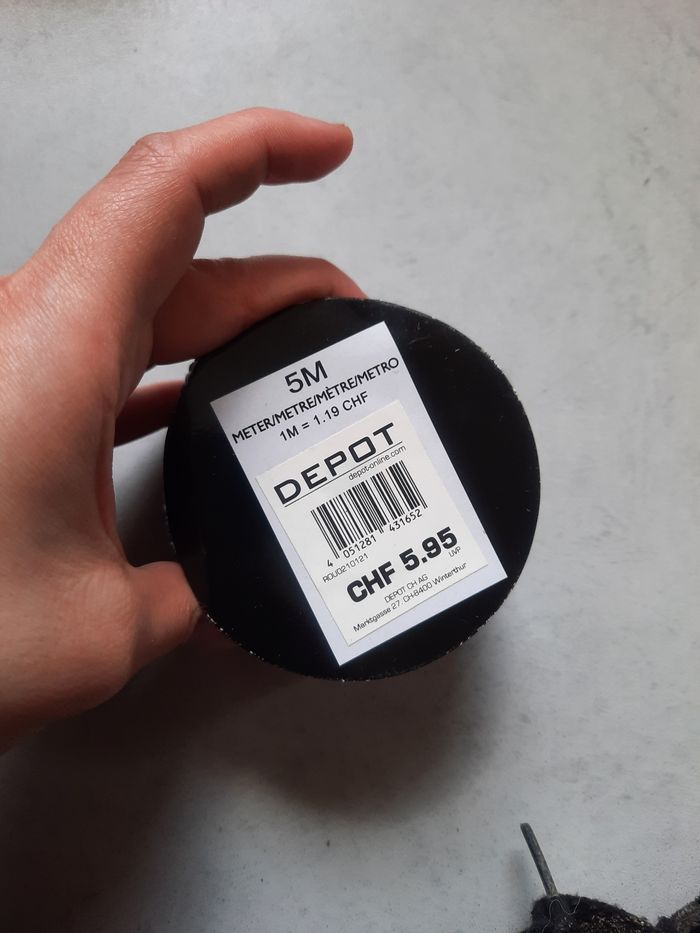 5M
METER/METRE/MÈTRE/METRO
1M = 1.19 CHF
DEPOT
depot-online.com
4 051281 431652
ROUD210121
CHF 5.95
UVP
DEPOT CH AG
Marktgasse 27, CH-8400 Winterthur